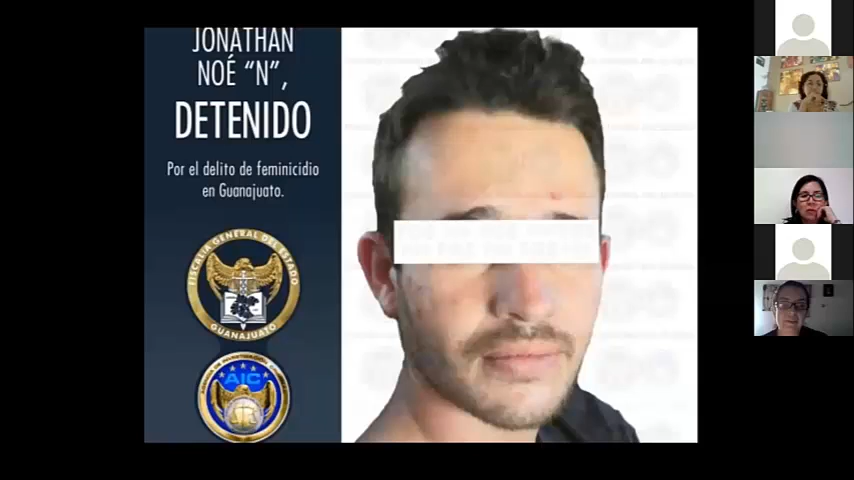 JONATHAN
NOÉ “N”,
DETENIDO
Por el delito de feminicidio
en Guanajuato.
FISCALÍA GENERAL DEL ESTADO
GUANAJUATO
AIC